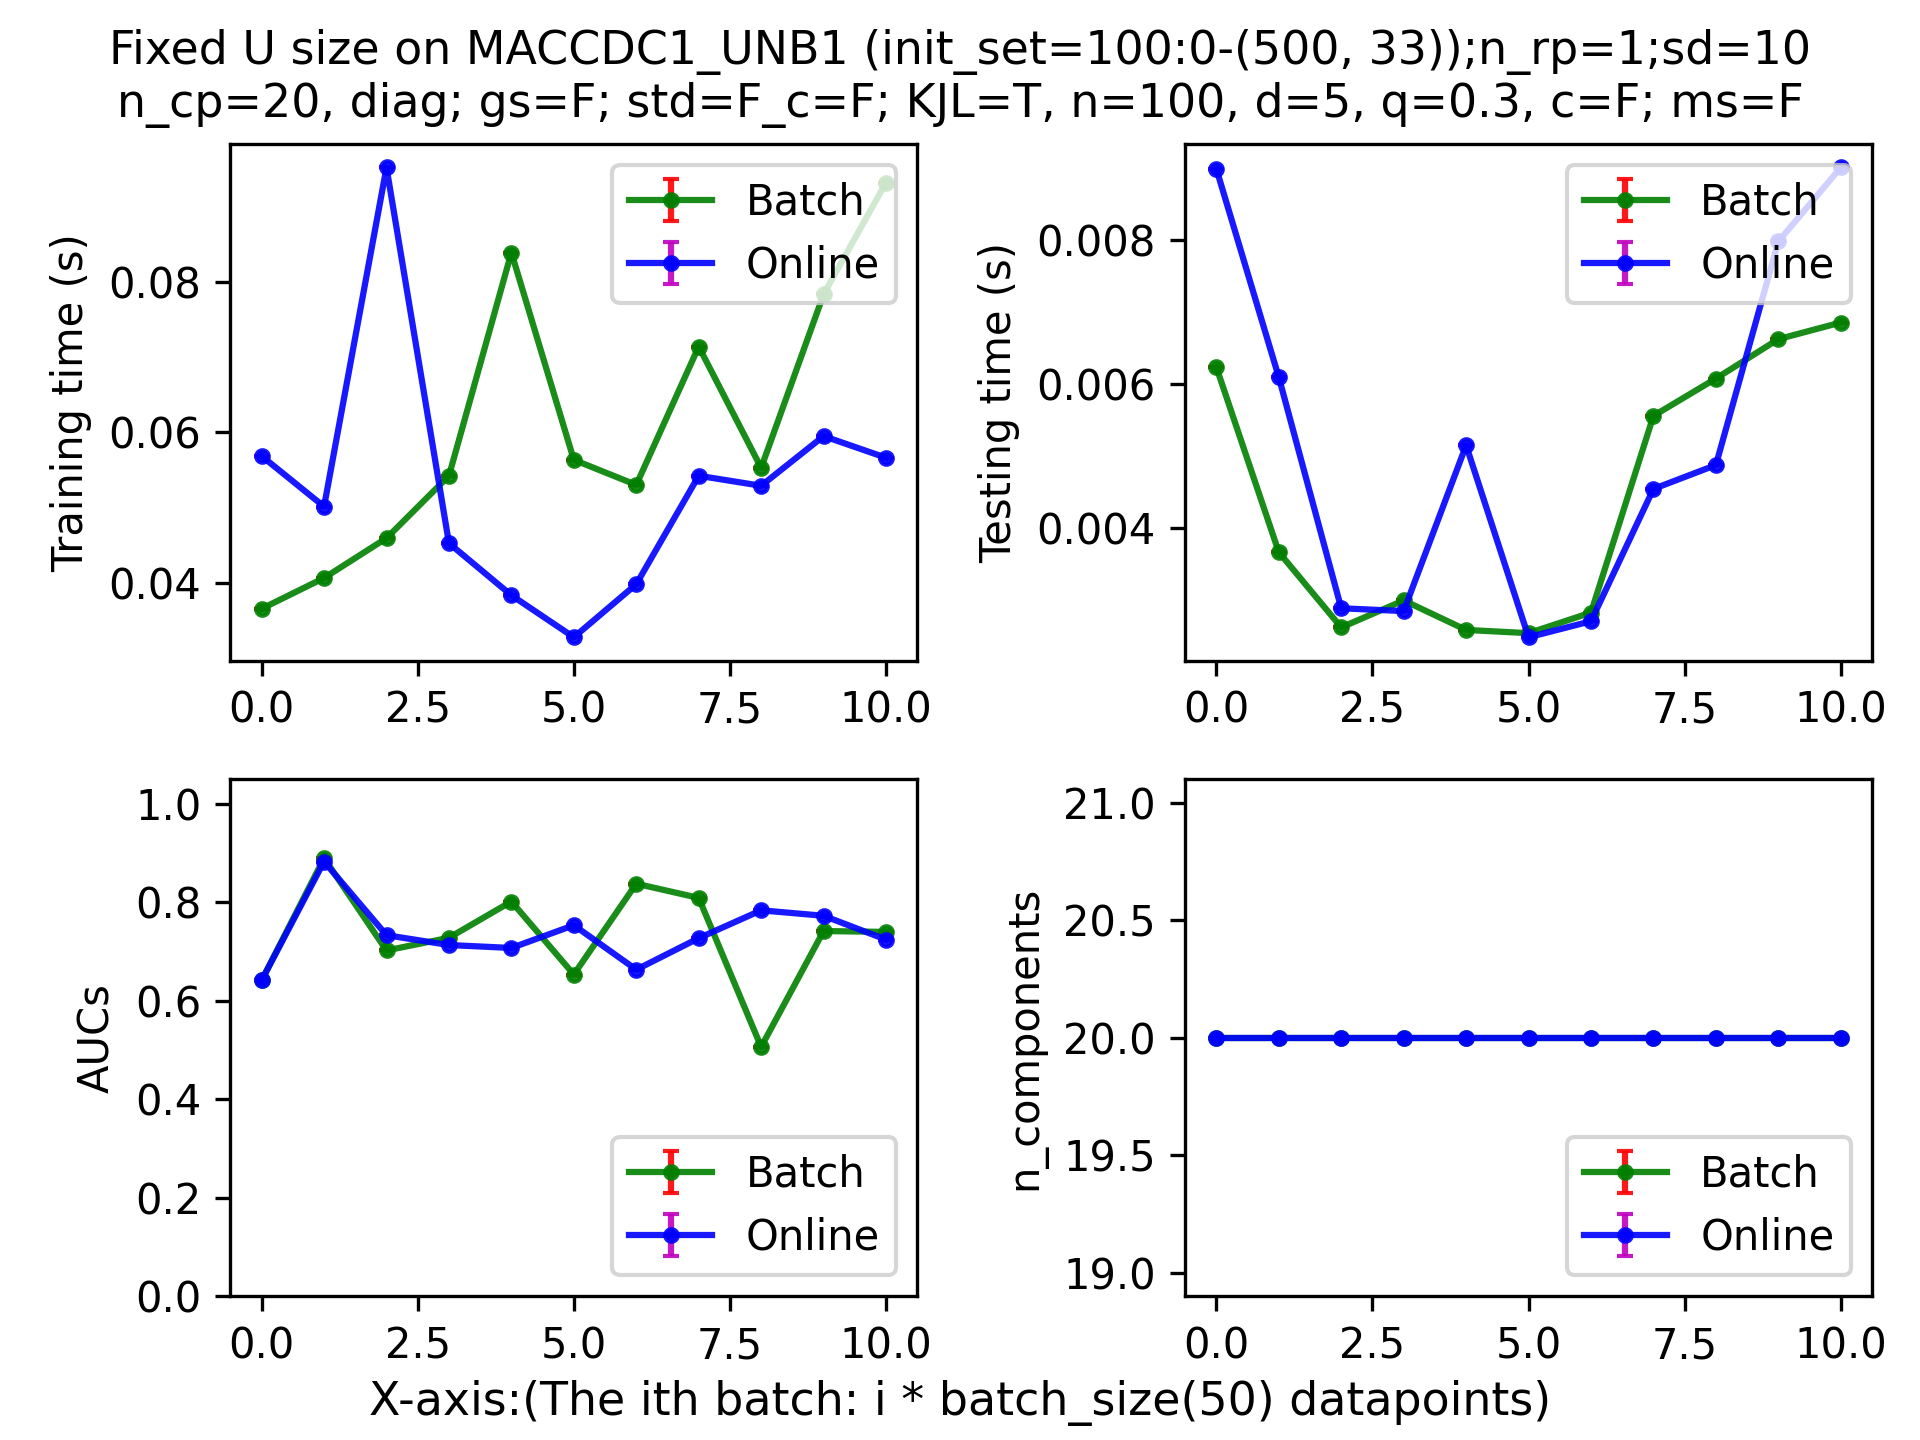 Fixed U size on MACCDC1_UNB1 (init_set=100:0-(500, 33));n_rp=1;sd=10
n_cp=20, diag; gs=F; std=F_c=F; KJL=T, n=100, d=5, q=0.3, c=F; ms=F
Training time (s)
0.08
0.06
0.04
0.0 2.5 5.0 7.5 10.0
Batch
Online
Testing time (s)
0.008
0.006
0.004
0.0 2.5 5.0 7.5 10.0
Batch
Online
AUCs
1.0
0.8
0.6
0.4
0.2
0.0
0.0 2.5 5.0 7.5 10.0
Batch
Online
n_components
21.0
20.5
20.0
19.5
19.0
0.0 2.5 5.0 7.5 10.0
Batch
Online
X-axis:(The ith batch: i * batch_size(50) datapoints)